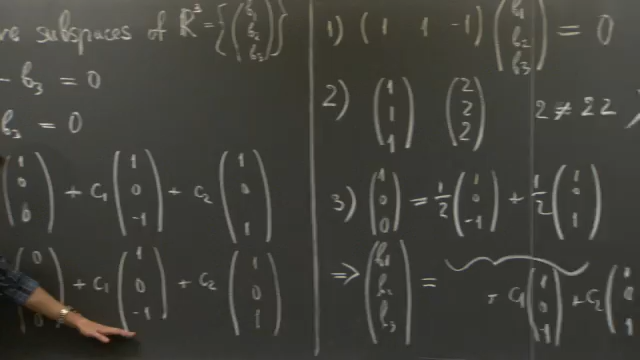 re subspaces of ℝ³ = { (b₁ b₂ b₃) }
- b₃ = 0
b₃ = 0
(1 0 0) + c₁ (1 0 -1) + c₂ (1 0 1)
(0 0) + c₁ (1 0 -1) + c₂ (1 0 1)
1) (1 1 -1) (b₁ b₂ b₃) = 0
2) (1 1 1) (2 2 2) 2 ≠ 22
3) (1 0 0) = 1/2 (1 0 -1) + 1/2 (1 0 1)
=> (b₁ b₂ b₃) =
+ c₁ (1 0 -1) + c₂ (1 0 1)